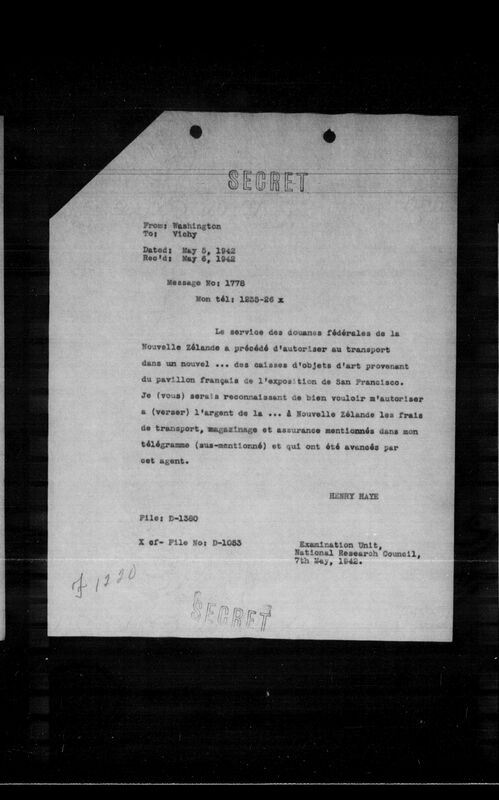 SECRET
From: Washington
To: Vichy
Dated: May 5, 1942
Rec'd: May 6, 1942
Message No: 1778
Mon tél: 1235-26 x
Le service des douanes fédérales de la
Nouvelle Zélande a précédé d'autoriser au transport
dans un nouvel ... des caisses d'objets d'art provenant
du pavillon français de l'exposition de San Francisco.
Je (vous) serais reconnaissant de bien vouloir m'autoriser
a (verser) l'argent de la ... à Nouvelle Zélande les frais
de transport, magazinage et assurance mentionnés dans mon
télégramme (sus-mentionné) et qui ont été avancés par
cet agent.
HENRY HAYE
File: D-1380
X cf- File No: D-1053
Examination Unit,
National Research Council,
7th May, 1942.
J 1220
SECRET